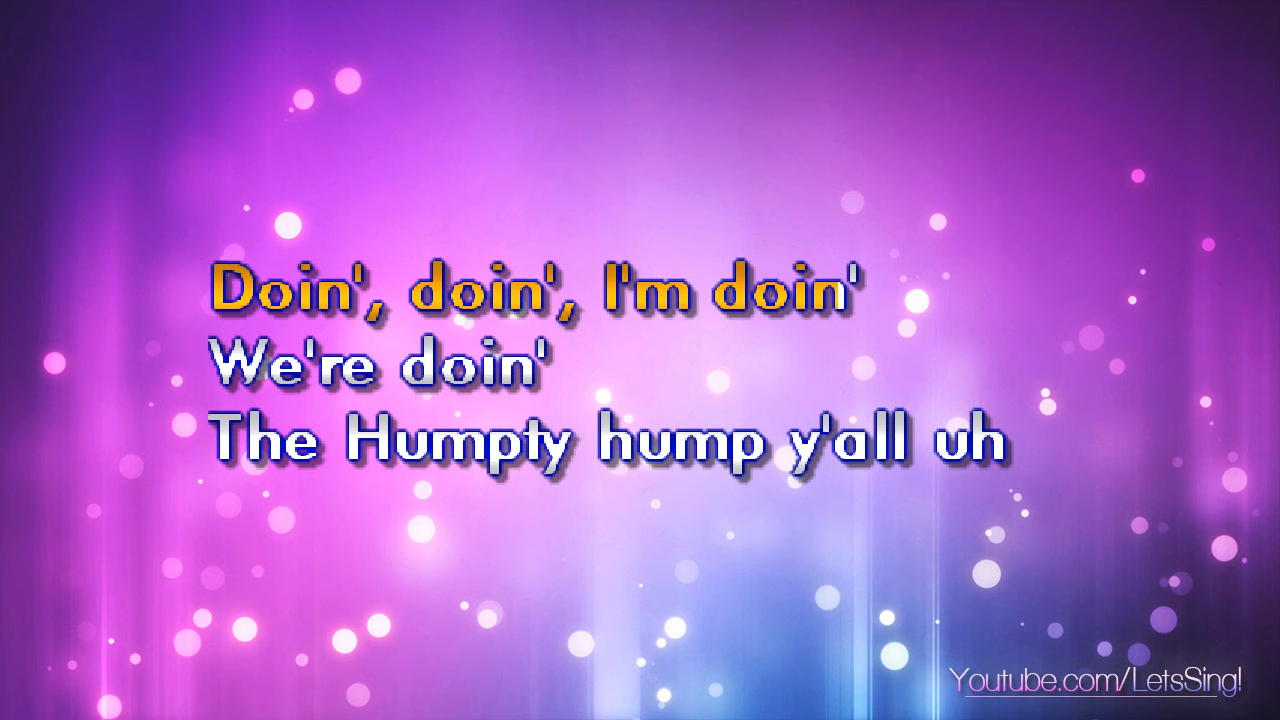 Doin', doin', I'm doin'
We're doin'
The Humpty hump y'all uh
Youtube.com/LetsSing!